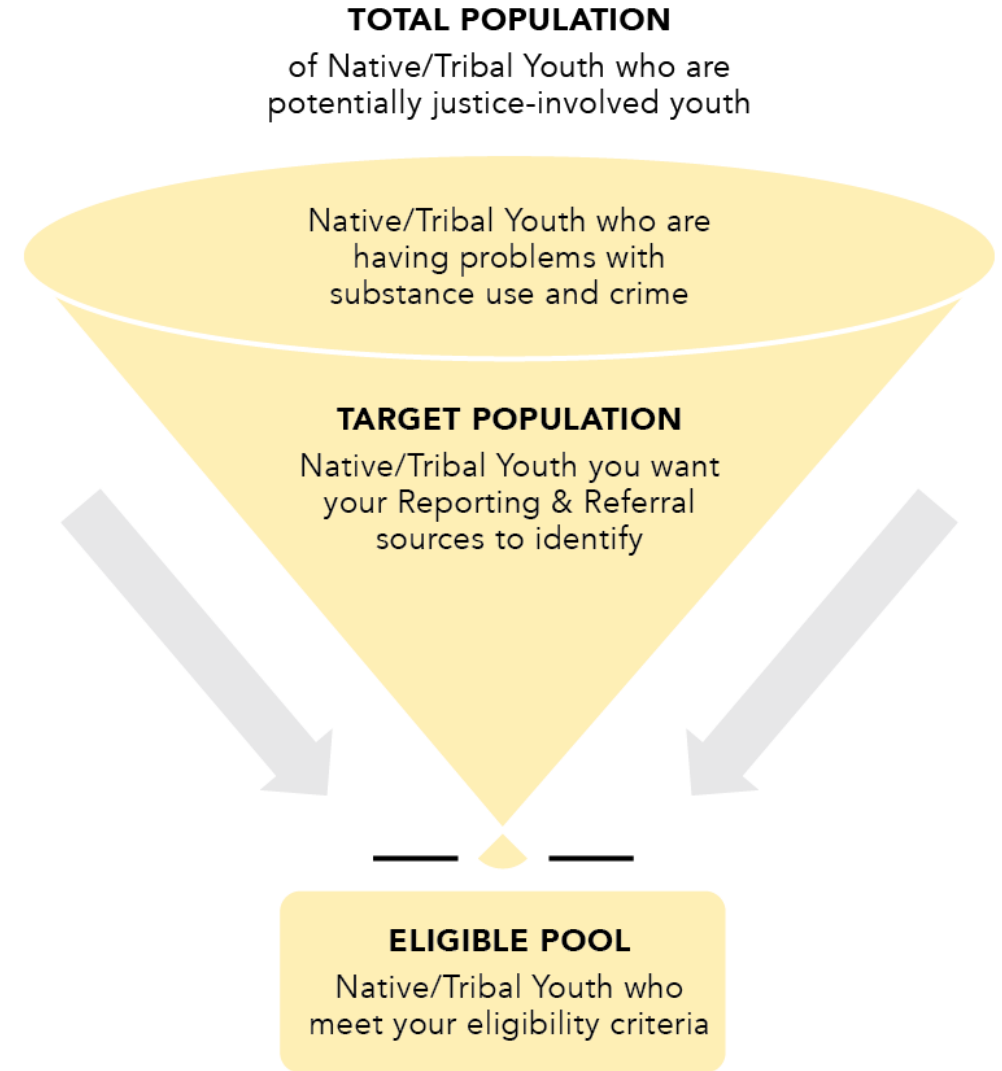 TOTAL POPULATION
of Native/Tribal Youth who are
potentially justice-involved youth
Native/Tribal Youth who are
having problems with
substance use and crime
TARGET POPULATION
Native/Tribal Youth you want
your Reporting & Referral
sources to identify
ELIGIBLE POOL
Native/Tribal Youth who
meet your eligibility criteria